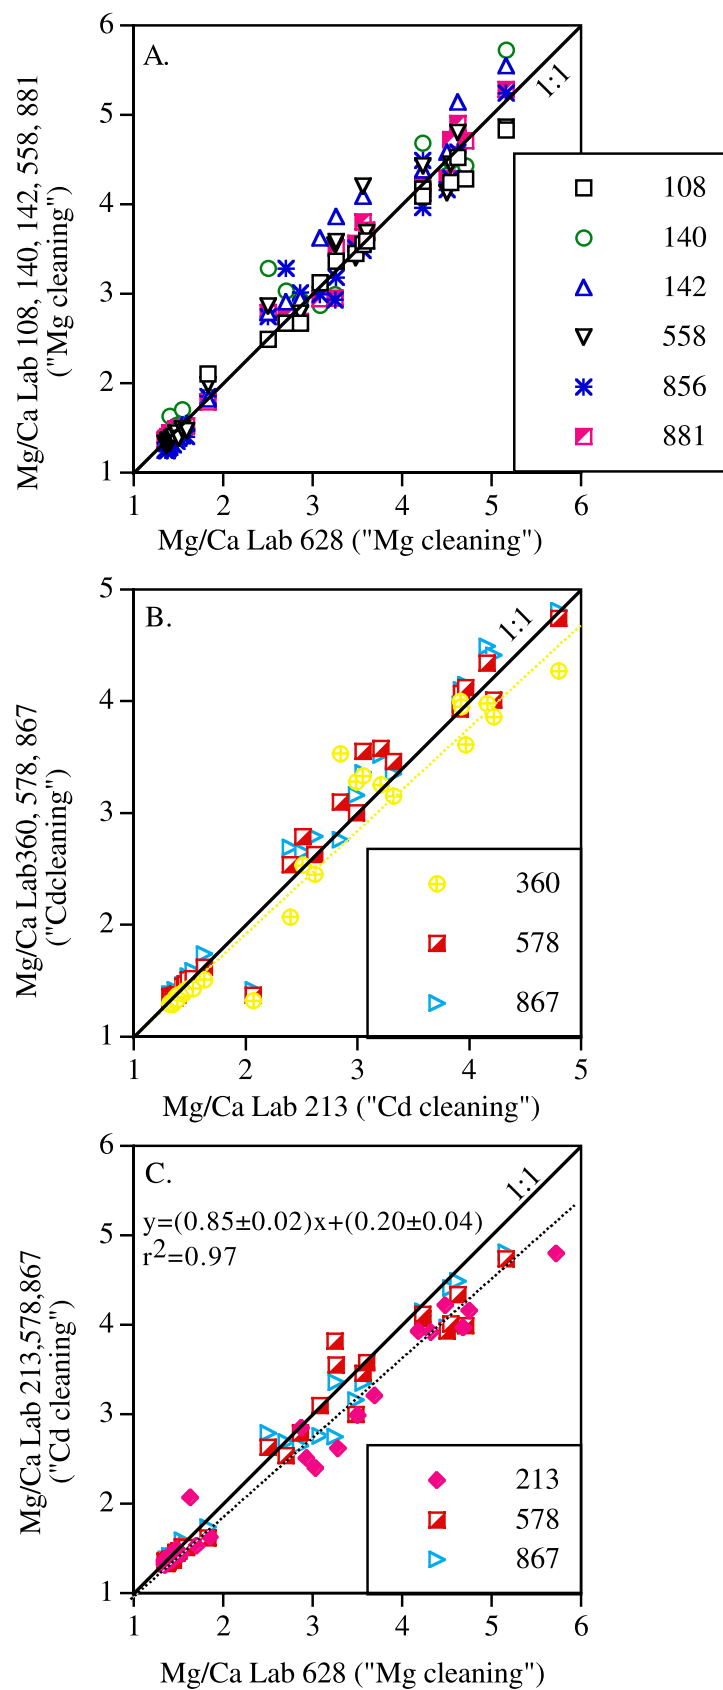 6
A.
1:1
5
4
3
2
1
Mg/Ca Lab 108, 140, 142, 558, 881
("Mg cleaning")
108
140
142
558
856
881
1 2 3 4 5 6
Mg/Ca Lab 628 ("Mg cleaning")
5
B.
1:1
4
3
2
1
Mg/Ca Lab360, 578, 867
("Cdcleaning")
360
578
867
1 2 3 4 5
Mg/Ca Lab 213 ("Cd cleaning")
6
C.
1:1
y=(0.85±0.02)x+(0.20±0.04)
r2=0.97
5
4
3
2
1
Mg/Ca Lab 213,578,867
("Cd cleaning")
213
578
867
1 2 3 4 5 6
Mg/Ca Lab 628 ("Mg cleaning")